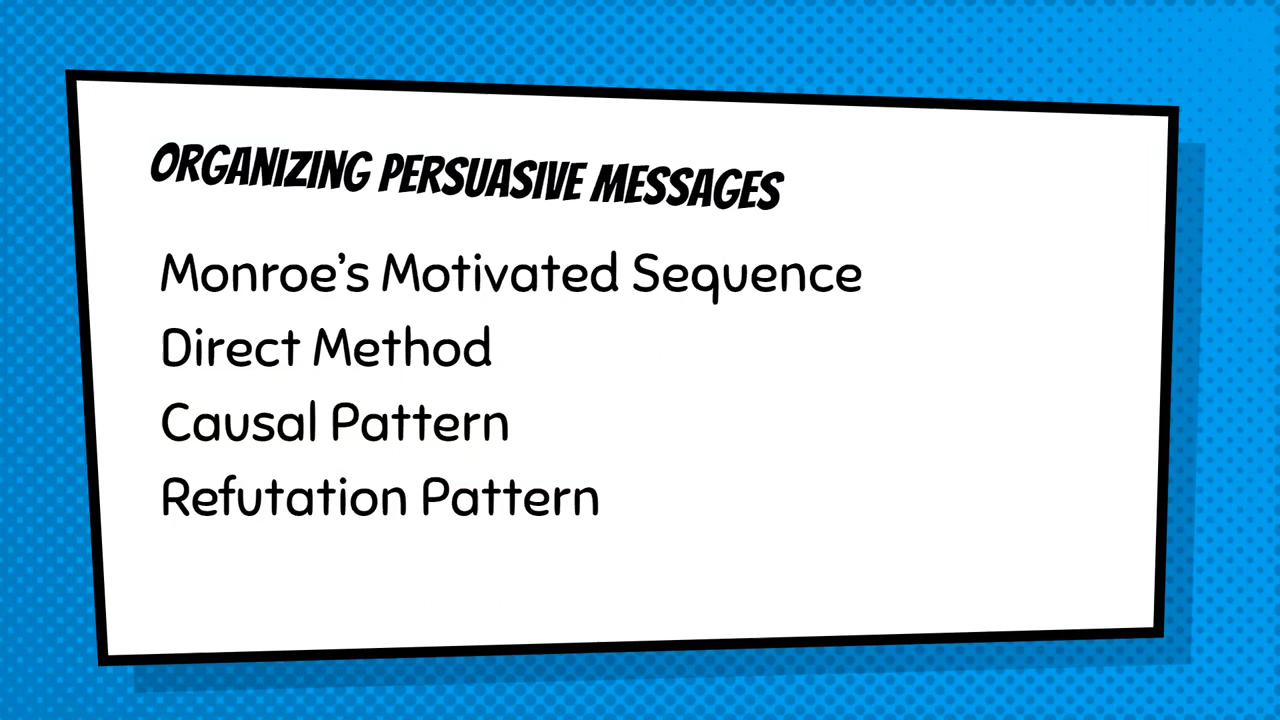 ORGANIZING PERSUASIVE MESSAGES
Monroe’s Motivated Sequence
Direct Method
Causal Pattern
Refutation Pattern